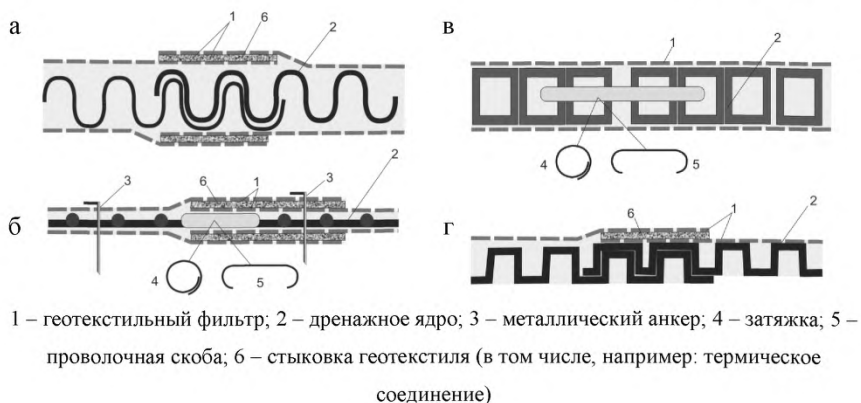 а
1
6
2
в
1
2
4
5
б
3
6
1
3
2
4
5
г
6
1
2
1 – геотекстильный фильтр; 2 – дренажное ядро; 3 – металлический анкер; 4 – затяжка; 5 –
проволочная скоба; 6 – стыковка геотекстиля (в том числе, например: термическое
соединение)